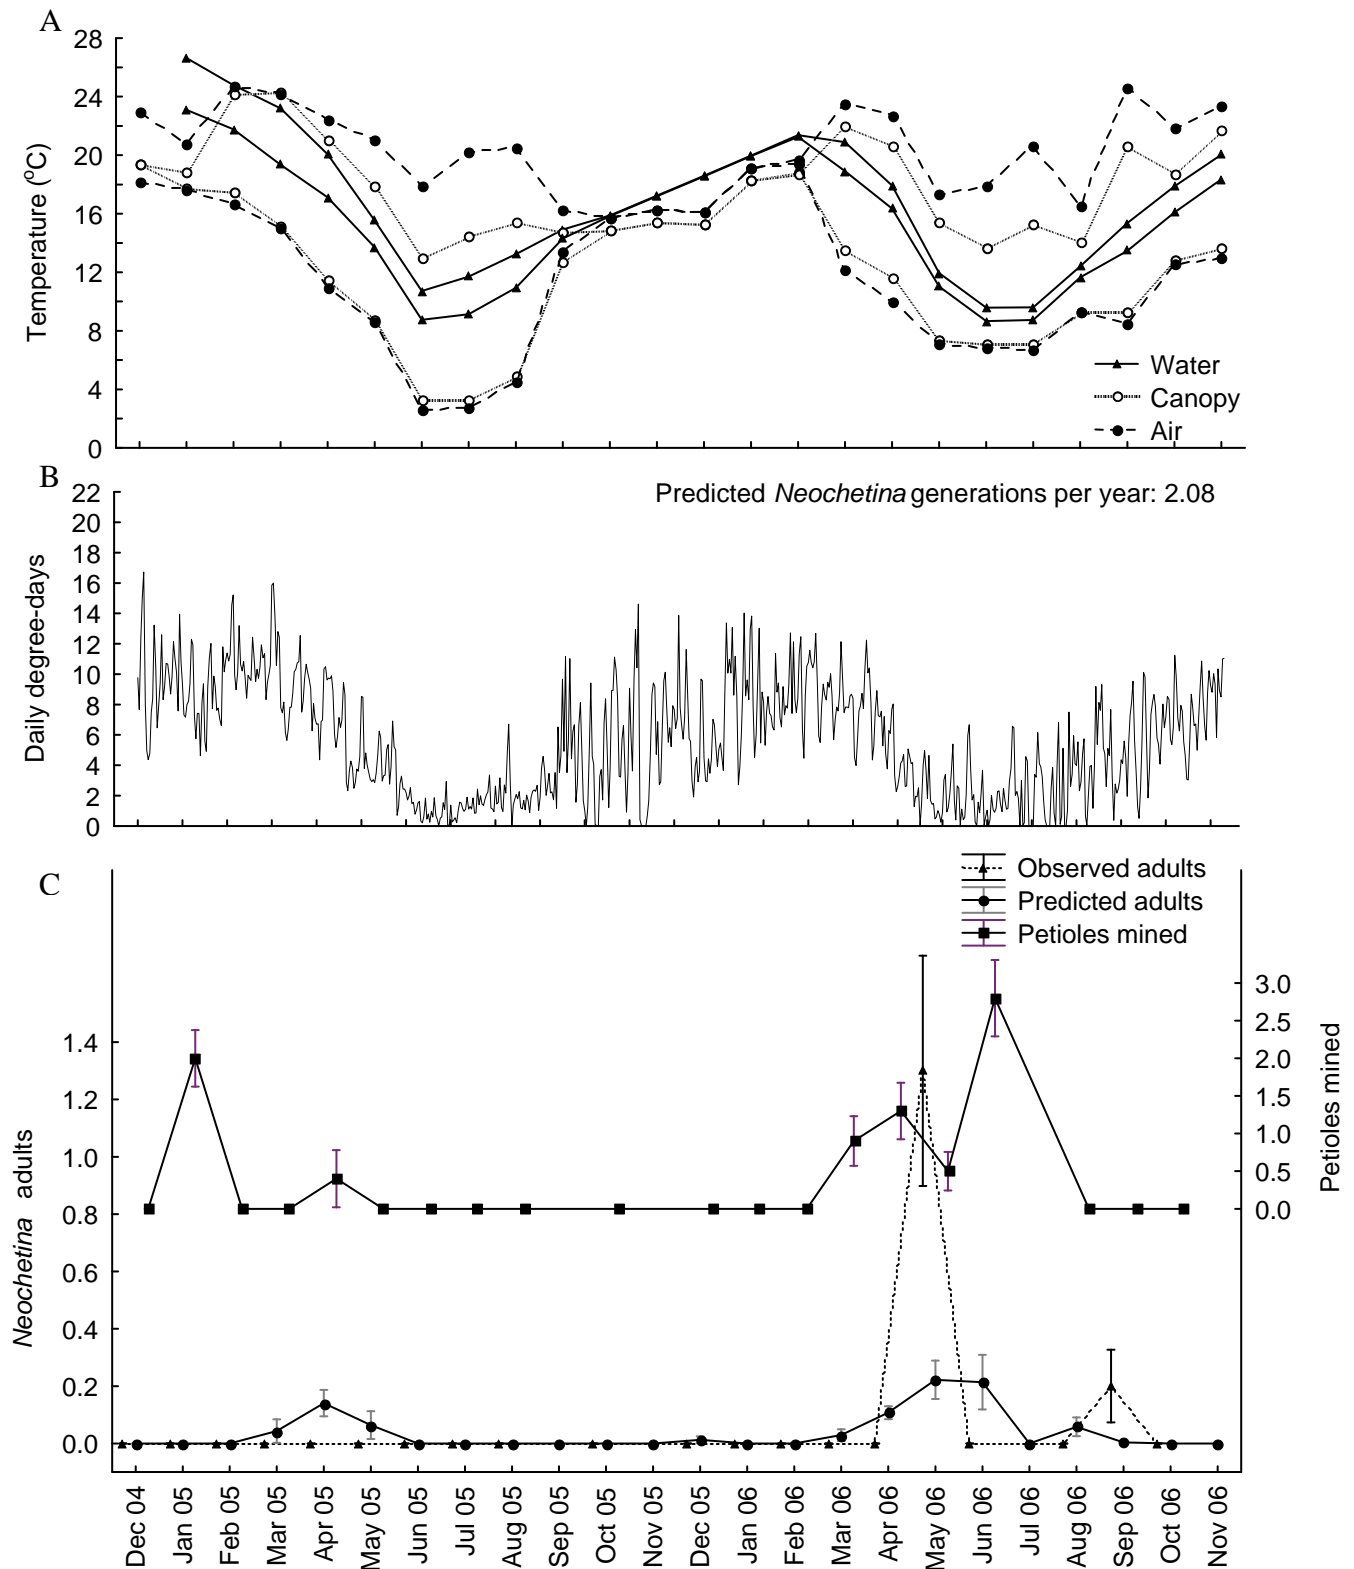 A
28
24
20
16
12
8
4
0
Temperature (°C)
Water
Canopy
Air
B
Predicted Neochetina generations per year: 2.08
22
20
18
16
14
12
10
8
6
4
2
0
Daily degree-days
C
Observed adults
Predicted adults
Petioles mined
1.4
1.2
1.0
0.8
0.6
0.4
0.2
0.0
Neochetina adults
3.0
2.5
2.0
1.5
1.0
0.5
0.0
Petioles mined
Dec 04
Jan 05
Feb 05
Mar 05
Apr 05
May 05
Jun 05
Jul 05
Aug 05
Sep 05
Oct 05
Nov 05
Dec 05
Jan 06
Feb 06
Mar 06
Apr 06
May 06
Jun 06
Jul 06
Aug 06
Sep 06
Oct 06
Nov 06